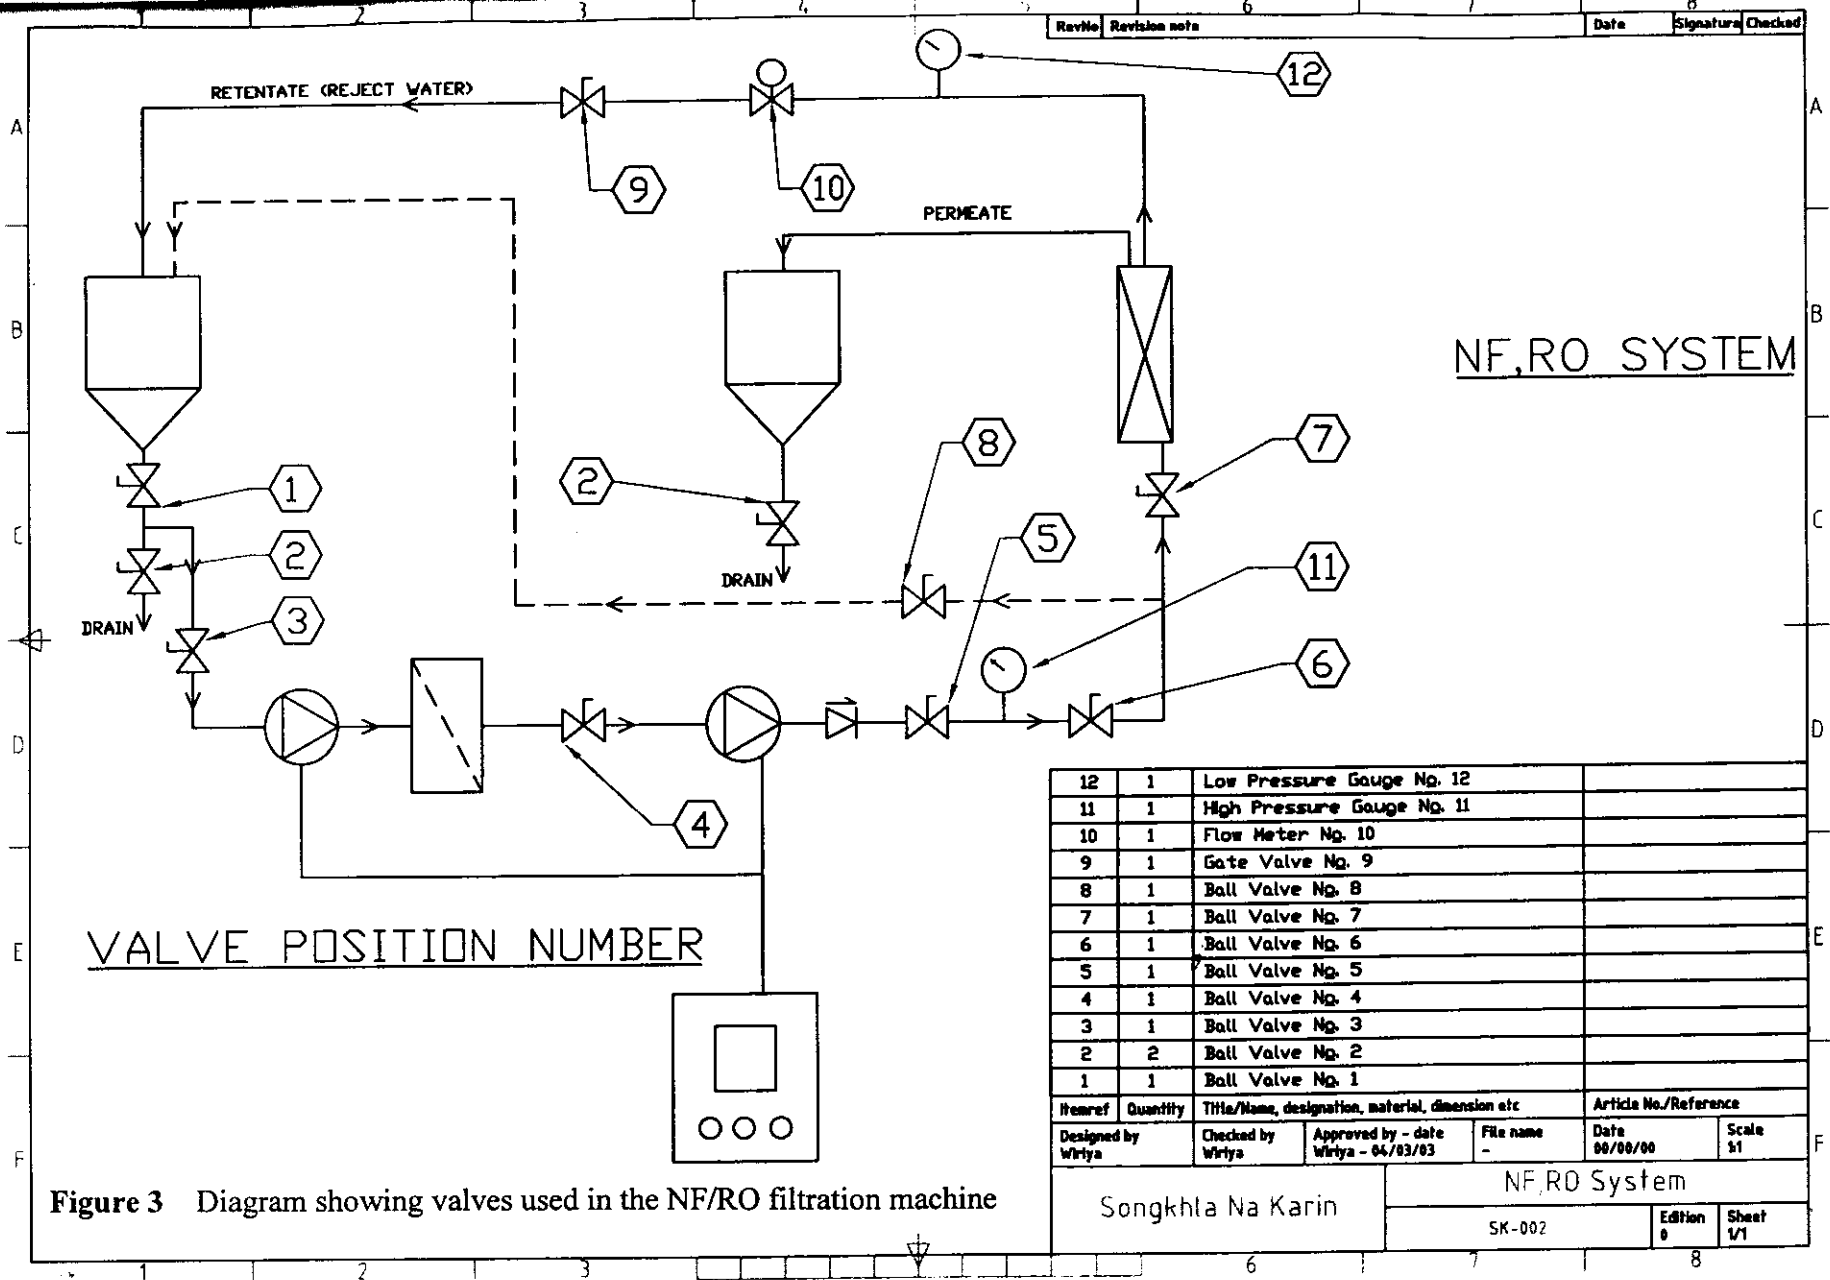 2 3 4 5 6 7 8
RevNo Revision note Date Signature Checked
RETENTATE (REJECT WATER)
12
9
10
PERMEATE
NF,RO SYSTEM
A
A
B
B
C
C
D
D
E
E
F
F
1
2
2
8
7
5
11
DRAIN
DRAIN
3
6
4
VALVE POSITION NUMBER
12 1 Low Pressure Gauge No. 12
11 1 High Pressure Gauge No. 11
10 1 Flow Meter No. 10
9 1 Gate Valve No. 9
8 1 Ball Valve No. 8
7 1 Ball Valve No. 7
6 1 Ball Valve No. 6
5 1 Ball Valve No. 5
4 1 Ball Valve No. 4
3 1 Ball Valve No. 3
2 2 Ball Valve No. 2
1 1 Ball Valve No. 1
Itemref Quantity Title/Name, designation, material, dimension etc Article No./Reference
Designed by Checked by Approved by - date File name Date Scale
Wiriya Wiriya Wiriya - 04/03/03 - 00/00/00 1:1
Songkhla Na Karin
NF,RO System
SK-002
Edition Sheet
0 1/1
Figure 3 Diagram showing valves used in the NF/RO filtration machine
1 2 3 6 7 8